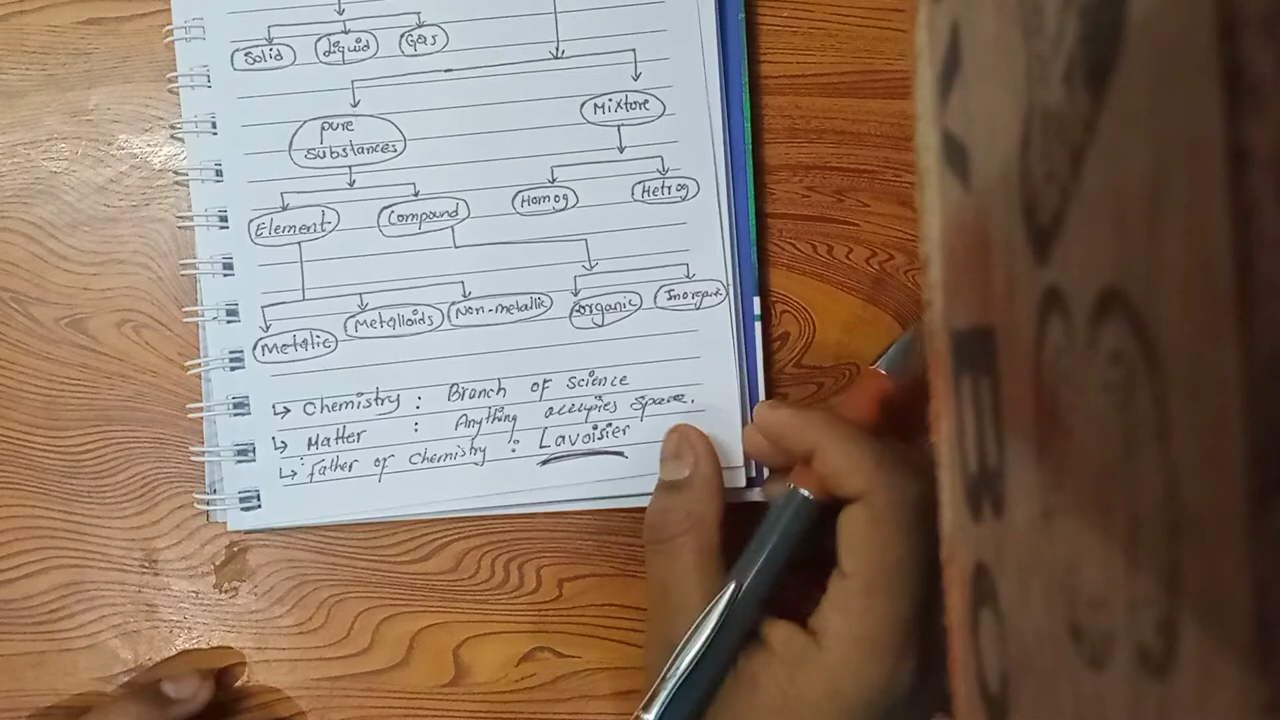 Solid Liquid Gas
Mixture
pure
substances
Homog Hetrog
Element Compound
Metallic Metalloids Non-metallic organic Inorganic
↳ Chemistry : Branch of science
↳ Matter : Anything occupies space.
↳ father of chemistry : Lavoisier